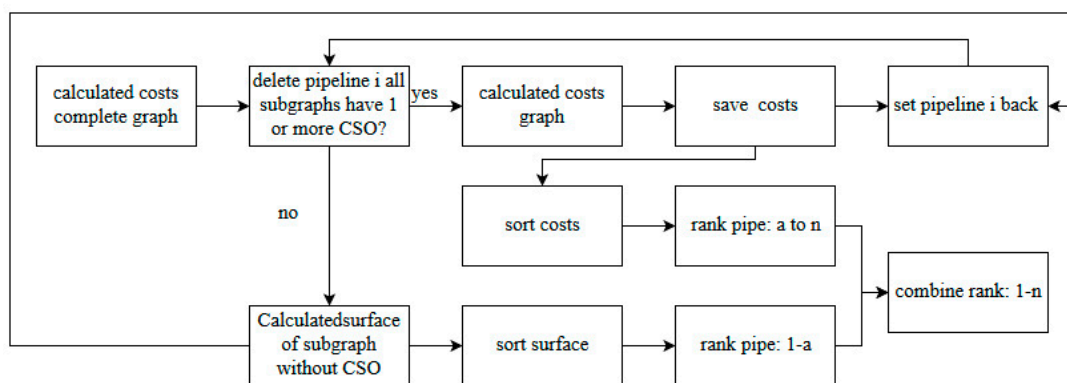 calculated costs
complete graph
delete pipeline i all
subgraphs have 1
or more CSO?
yes
calculated costs
graph
save costs
set pipeline i back
no
sort costs
rank pipe: a to n
combine rank: 1-n
Calculatedsurface
of subgraph
without CSO
sort surface
rank pipe: 1-a